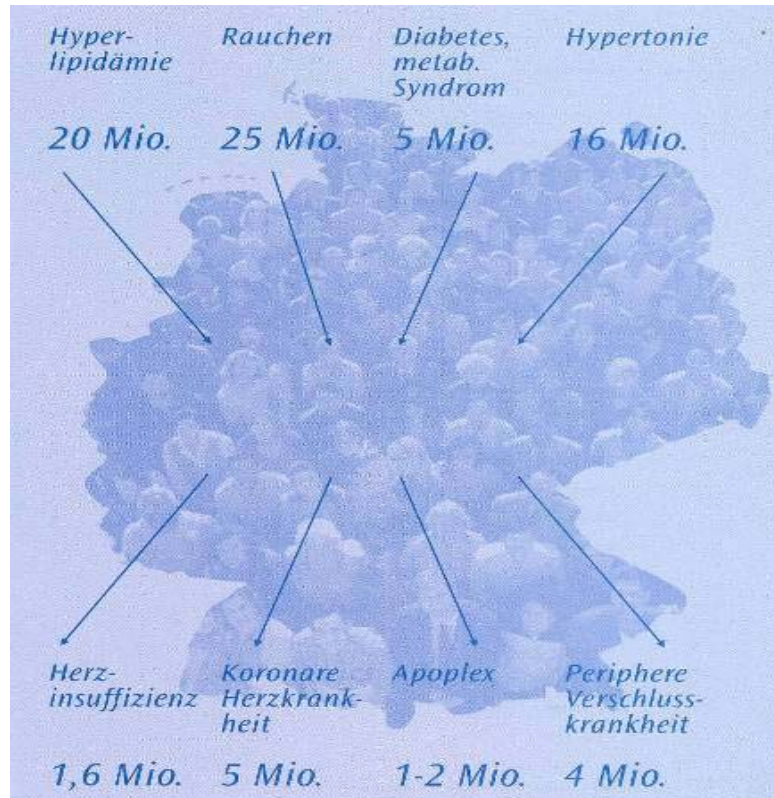 Hyper-
lipidämie
20 Mio.
Rauchen
25 Mio.
Diabetes,
metab.
Syndrom
5 Mio.
Hypertonie
16 Mio.
Herz-
insuffizienz
1,6 Mio.
Koronare
Herzkrank-
heit
5 Mio.
Apoplex
1-2 Mio.
Periphere
Verschluss-
krankheit
4 Mio.